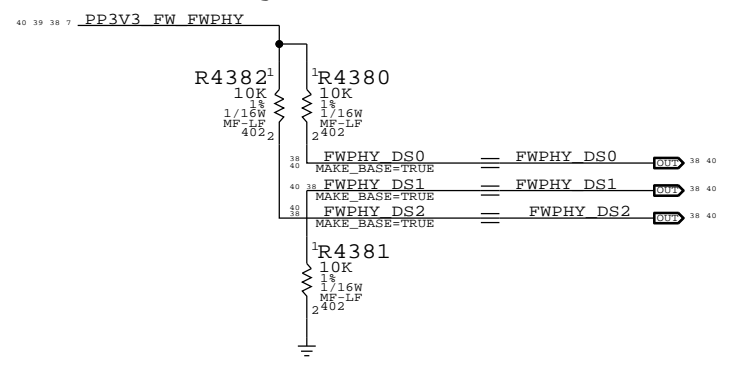 40 39 38 7 PP3V3_FW_FWPHY
R4382 1 1 R4380
10K 10K
1% 1%
1/16W 1/16W
MF-LF MF-LF
402 2 2 402
38 40 FWPHY_DS0 FWPHY_DS0 OUT 38 40
MAKE_BASE=TRUE
40 38 FWPHY_DS1 FWPHY_DS1 OUT 38 40
MAKE_BASE=TRUE
40 38 FWPHY_DS2 FWPHY_DS2 OUT 38 40
MAKE_BASE=TRUE
1 R4381
10K
1%
1/16W
MF-LF
2 402